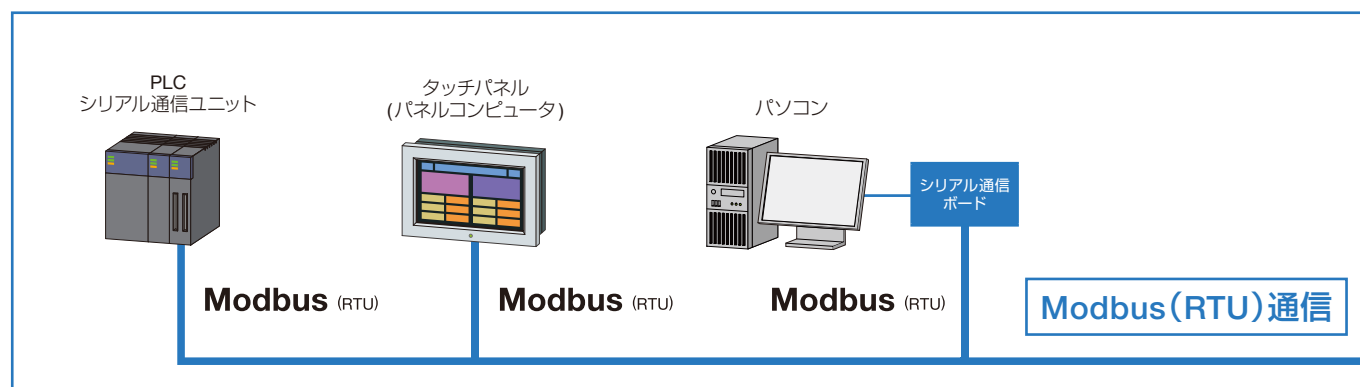 PLC
シリアル通信ユニット
タッチパネル
(パネルコンピュータ)
パソコン
シリアル通信
ボード
Modbus (RTU)
Modbus (RTU)
Modbus (RTU)
Modbus(RTU)通信